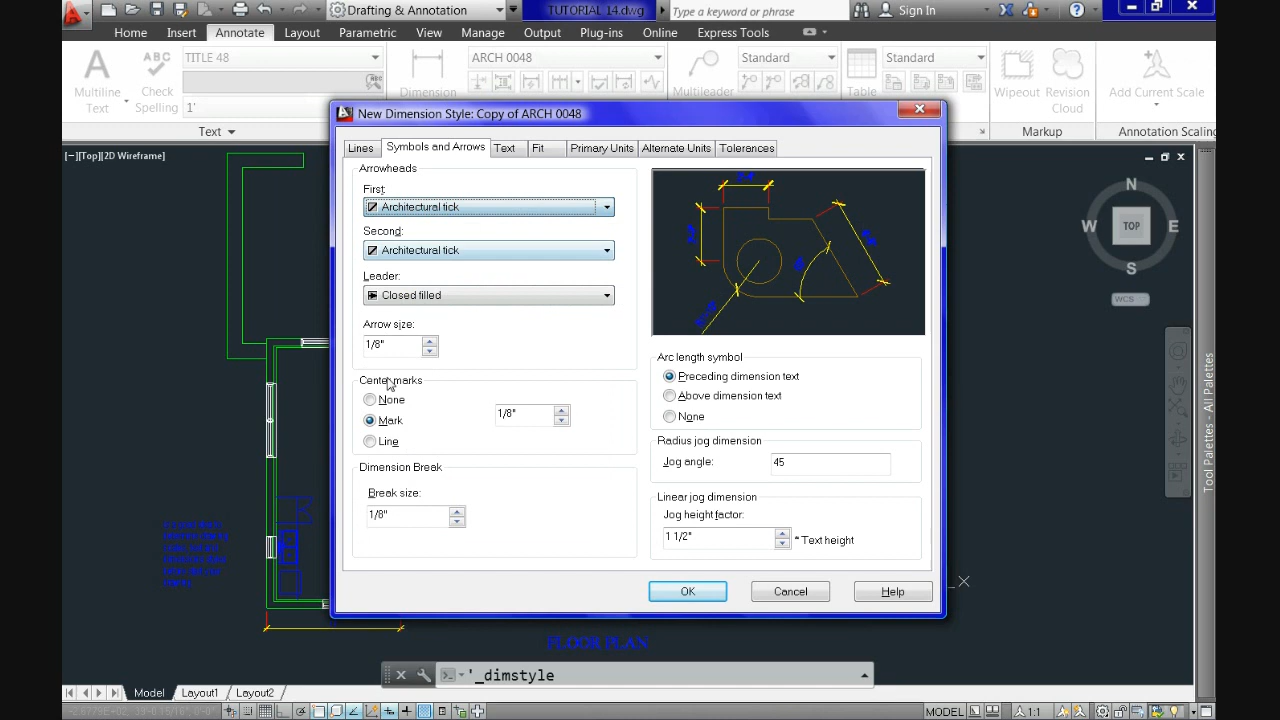 Drafting & Annotation
TUTORIAL 14.dwg
Type a keyword or phrase
Sign In
Home
Insert
Annotate
Layout
Parametric
View
Manage
Output
Plug-ins
Online
Express Tools
ABC
TITLE 48
ARCH 0048
Standard
Standard
Multiline
Text
Check
Spelling
1'
Dimension
Multileader
Table
Wipeout
Revision
Cloud
Add Current Scale
Text
Markup
Annotation Scaling
[−][Top][2D Wireframe]
New Dimension Style: Copy of ARCH 0048
Lines
Symbols and Arrows
Text
Fit
Primary Units
Alternate Units
Tolerances
Arrowheads
First:
Architectural tick
Second:
Architectural tick
Leader:
Closed filled
Arrow size:
1/8"
Center marks
None
Mark
Line
1/8"
Dimension Break
Break size:
1/8"
Arc length symbol
Preceding dimension text
Above dimension text
None
Radius jog dimension
Jog angle:
45
Linear jog dimension
Jog height factor:
1 1/2"
* Text height
OK
Cancel
Help
N
W
TOP
E
S
WCS
Tool Palettes - All Palettes
FLOOR PLAN
'_dimstyle
Model
Layout1
Layout2
MODEL
1:1